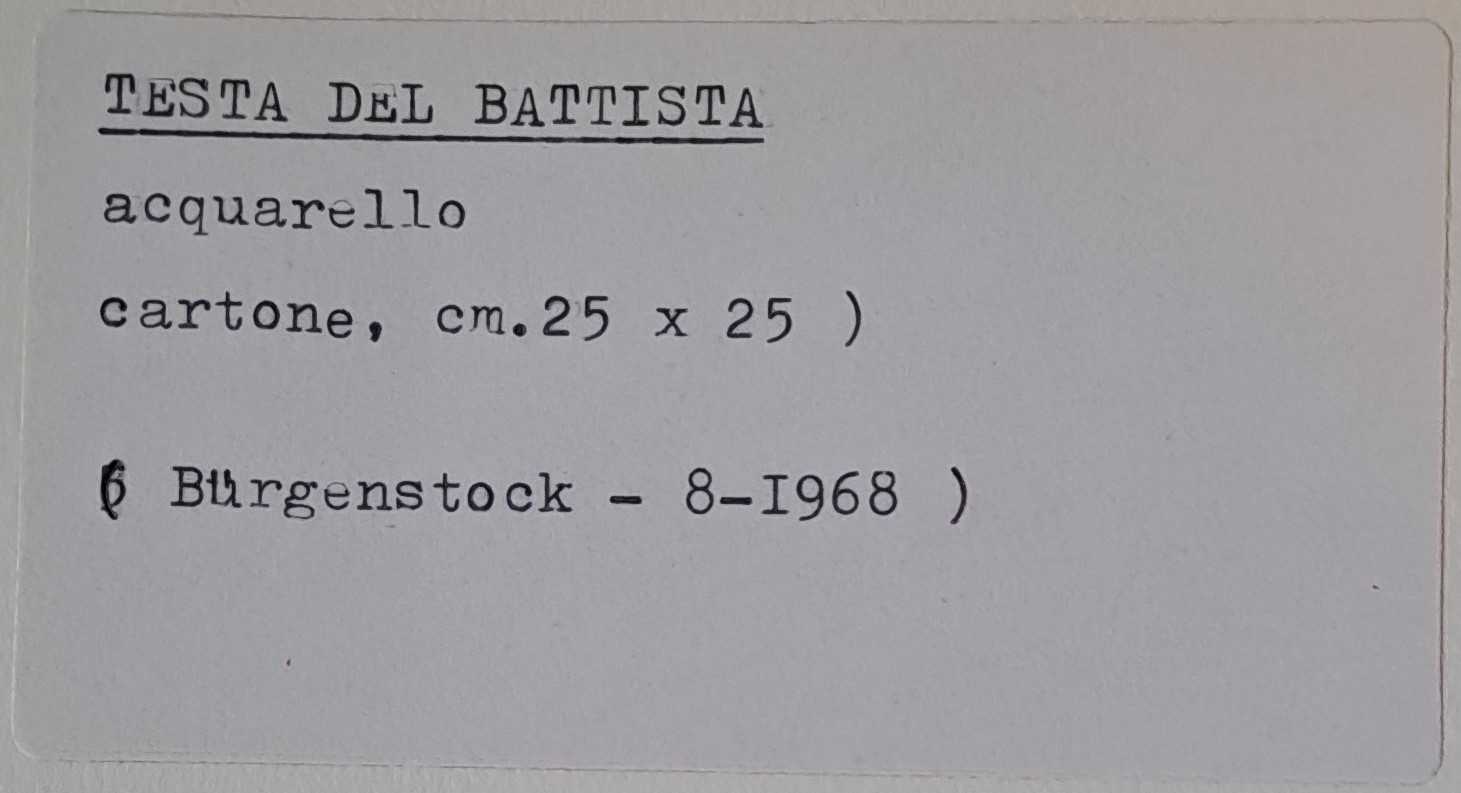 TESTA DEL BATTISTA
acquarello
cartone, cm.25 x 25 )
( Bürgenstock - 8-I968 )